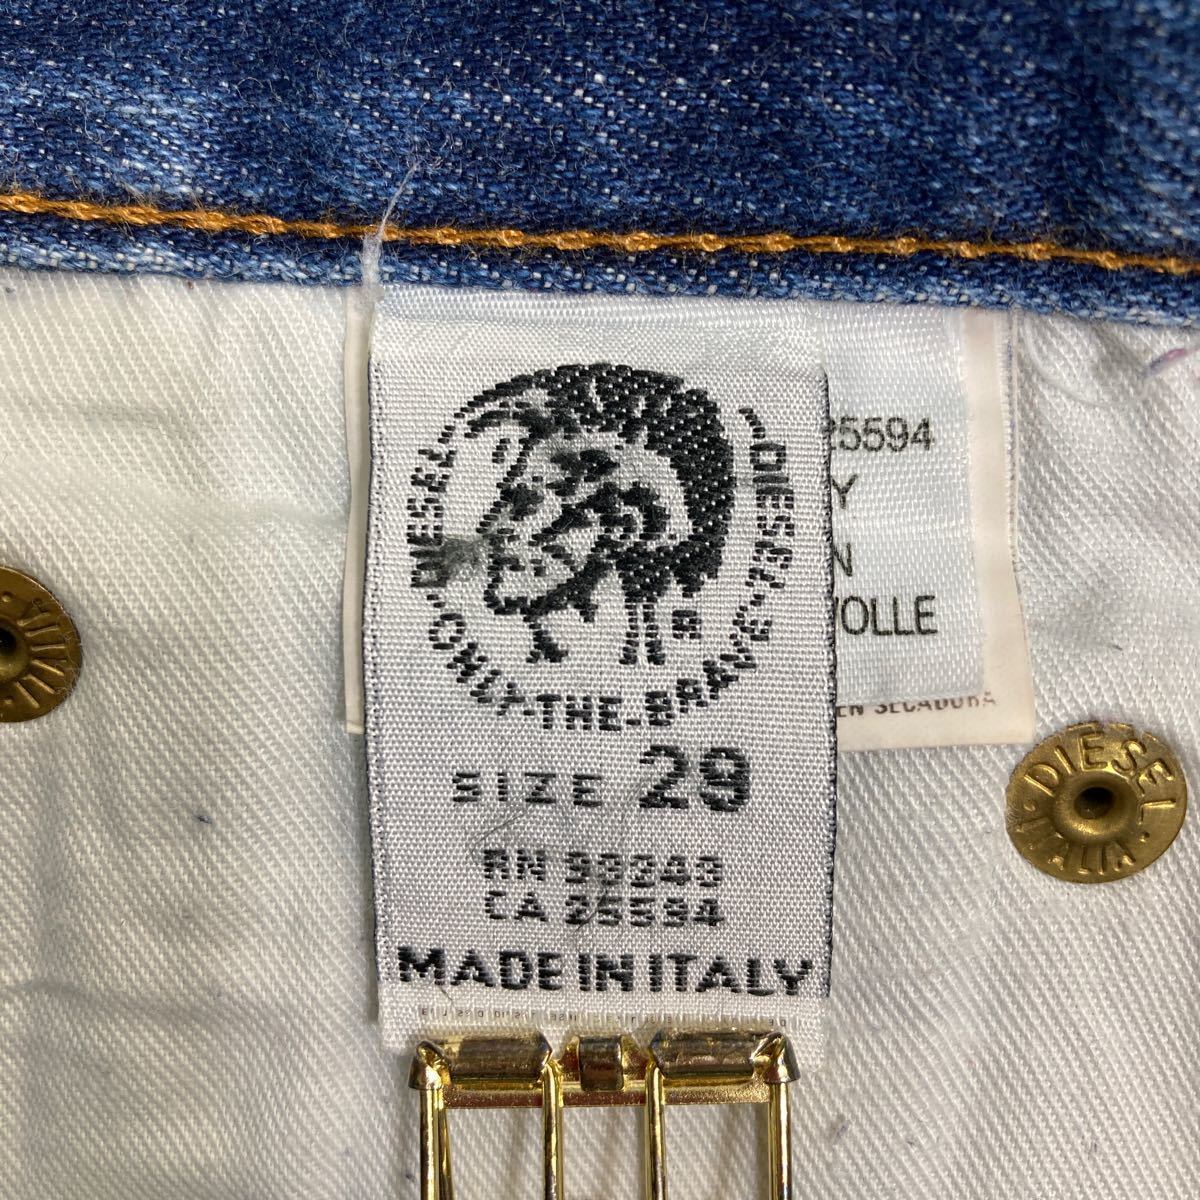 DIESEL · ONLY-THE-BRAVE · DIESEL
R
SIZE 29
RN 93243
CA 25594
MADE IN ITALY
25594
Y
N
VOLLE
EN SECADORA
· DIESEL · ITALIA